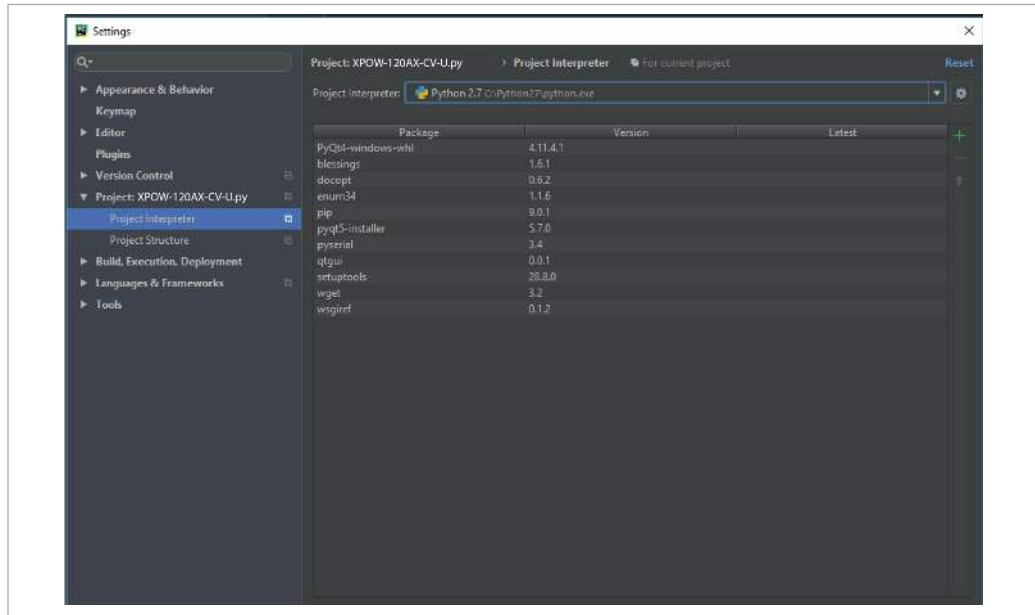 Settings
Project: XPOW-120AX-CV-U.py › Project Interpreter For current project Reset
Appearance & Behavior
Keymap
Editor
Plugins
Version Control
Project: XPOW-120AX-CV-U.py
Project Interpreter
Project Structure
Build, Execution, Deployment
Languages & Frameworks
Tools
Project Interpreter: Python 2.7 C:\Python27\python.exe
Package Version Latest
PyQt4-windows-whl 4.11.4.1
blessings 1.6.1
docopt 0.6.2
enum34 1.1.6
pip 9.0.1
pyqt5-installer 5.7.0
pyserial 3.4
qtgui 0.0.1
setuptools 28.8.0
wget 3.2
wsgiref 0.1.2